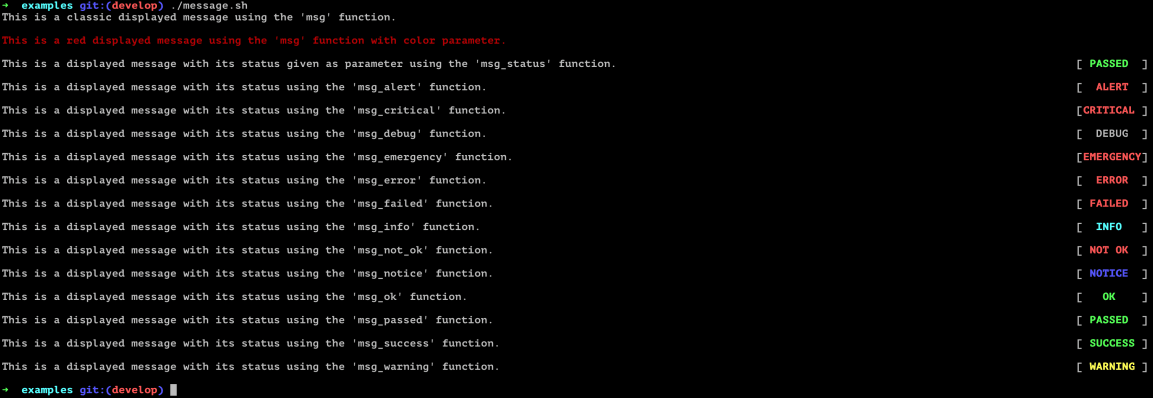 ➜  examples git:(develop) ./message.sh
This is a classic displayed message using the 'msg' function.
This is a red displayed message using the 'msg' function with color parameter.
This is a displayed message with its status given as parameter using the 'msg_status' function. [ PASSED ]
This is a displayed message with its status using the 'msg_alert' function. [ ALERT ]
This is a displayed message with its status using the 'msg_critical' function. [CRITICAL ]
This is a displayed message with its status using the 'msg_debug' function. [ DEBUG ]
This is a displayed message with its status using the 'msg_emergency' function. [EMERGENCY]
This is a displayed message with its status using the 'msg_error' function. [ ERROR ]
This is a displayed message with its status using the 'msg_failed' function. [ FAILED ]
This is a displayed message with its status using the 'msg_info' function. [ INFO ]
This is a displayed message with its status using the 'msg_not_ok' function. [ NOT OK ]
This is a displayed message with its status using the 'msg_notice' function. [ NOTICE ]
This is a displayed message with its status using the 'msg_ok' function. [ OK ]
This is a displayed message with its status using the 'msg_passed' function. [ PASSED ]
This is a displayed message with its status using the 'msg_success' function. [ SUCCESS ]
This is a displayed message with its status using the 'msg_warning' function. [ WARNING ]
➜  examples git:(develop)